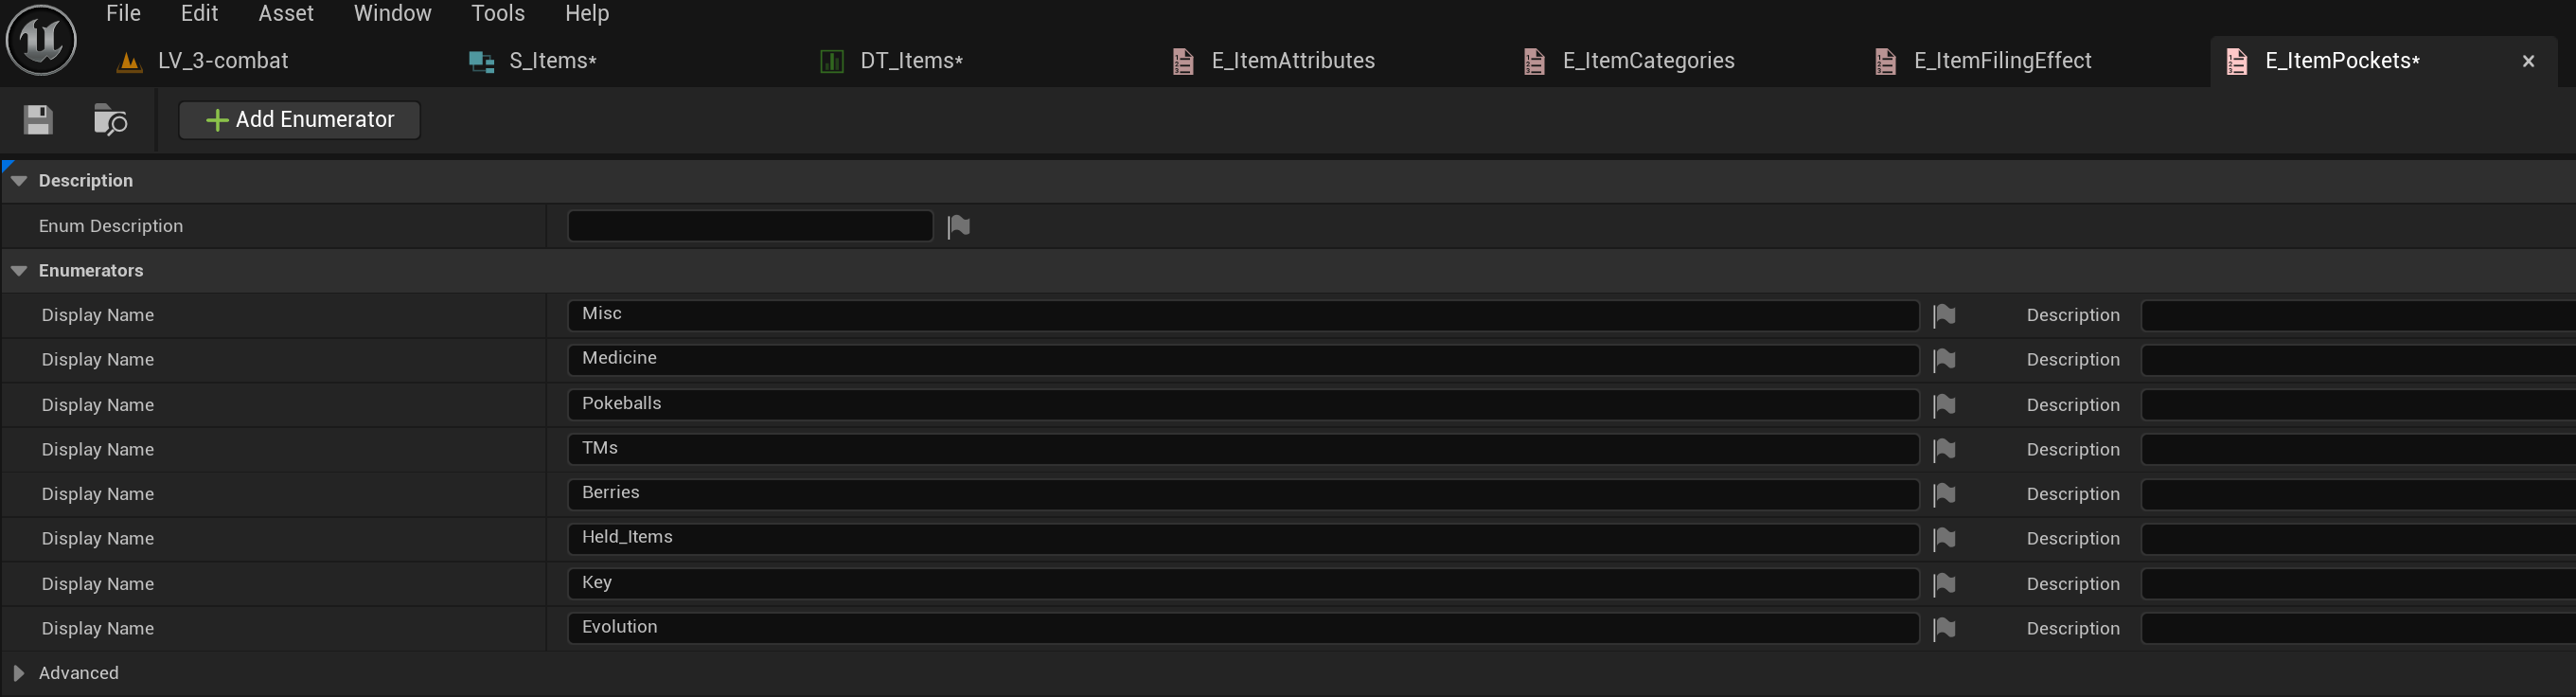 File Edit Asset Window Tools Help
LV_3-combat S_Items* DT_Items* E_ItemAttributes E_ItemCategories E_ItemFilingEffect E_ItemPockets*
Add Enumerator
Description
Enum Description
Enumerators
Display Name Misc Description
Display Name Medicine Description
Display Name Pokeballs Description
Display Name TMs Description
Display Name Berries Description
Display Name Held_Items Description
Display Name Key Description
Display Name Evolution Description
Advanced